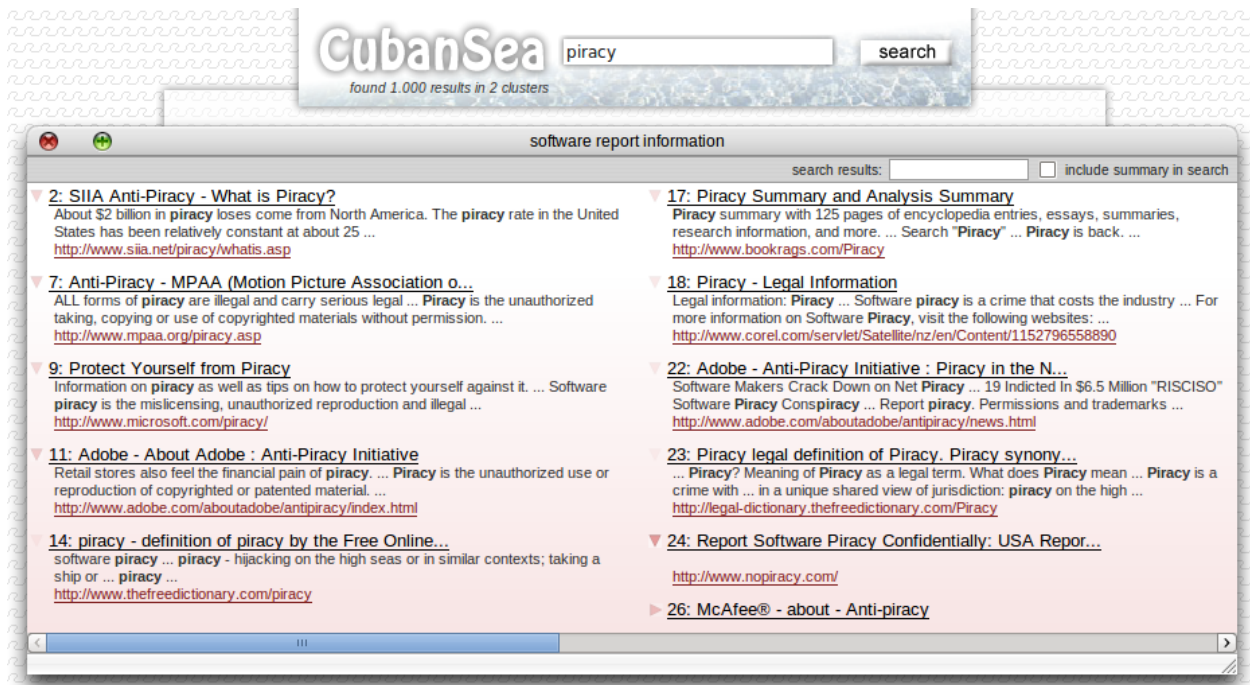 CubanSea
piracy
search
found 1.000 results in 2 clusters
software report information
search results:
include summary in search
2: SIIA Anti-Piracy - What is Piracy?
About $2 billion in piracy loses come from North America. The piracy rate in the United
States has been relatively constant at about 25 ...
http://www.siia.net/piracy/whatis.asp
7: Anti-Piracy - MPAA (Motion Picture Association o...
ALL forms of piracy are illegal and carry serious legal ... Piracy is the unauthorized
taking, copying or use of copyrighted materials without permission. ...
http://www.mpaa.org/piracy.asp
9: Protect Yourself from Piracy
Information on piracy as well as tips on how to protect yourself against it. ... Software
piracy is the mislicensing, unauthorized reproduction and illegal ...
http://www.microsoft.com/piracy/
11: Adobe - About Adobe : Anti-Piracy Initiative
Retail stores also feel the financial pain of piracy. ... Piracy is the unauthorized use or
reproduction of copyrighted or patented material. ...
http://www.adobe.com/aboutadobe/antipiracy/index.html
14: piracy - definition of piracy by the Free Online...
software piracy ... piracy - hijacking on the high seas or in similar contexts; taking a
ship or ... piracy ...
http://www.thefreedictionary.com/piracy
17: Piracy Summary and Analysis Summary
Piracy summary with 125 pages of encyclopedia entries, essays, summaries,
research information, and more. ... Search "Piracy" ... Piracy is back. ...
http://www.bookrags.com/Piracy
18: Piracy - Legal Information
Legal information: Piracy ... Software piracy is a crime that costs the industry ... For
more information on Software Piracy, visit the following websites: ...
http://www.corel.com/servlet/Satellite/nz/en/Content/1152796558890
22: Adobe - Anti-Piracy Initiative : Piracy in the N...
Software Makers Crack Down on Net Piracy ... 19 Indicted In $6.5 Million "RISCISO"
Software Piracy Conspiracy ... Report piracy. Permissions and trademarks ...
http://www.adobe.com/aboutadobe/antipiracy/news.html
23: Piracy legal definition of Piracy. Piracy synony...
... Piracy? Meaning of Piracy as a legal term. What does Piracy mean ... Piracy is a
crime with ... in a unique shared view of jurisdiction: piracy on the high ...
http://legal-dictionary.thefreedictionary.com/Piracy
24: Report Software Piracy Confidentially: USA Repor...
http://www.nopiracy.com/
26: McAfee® - about - Anti-piracy